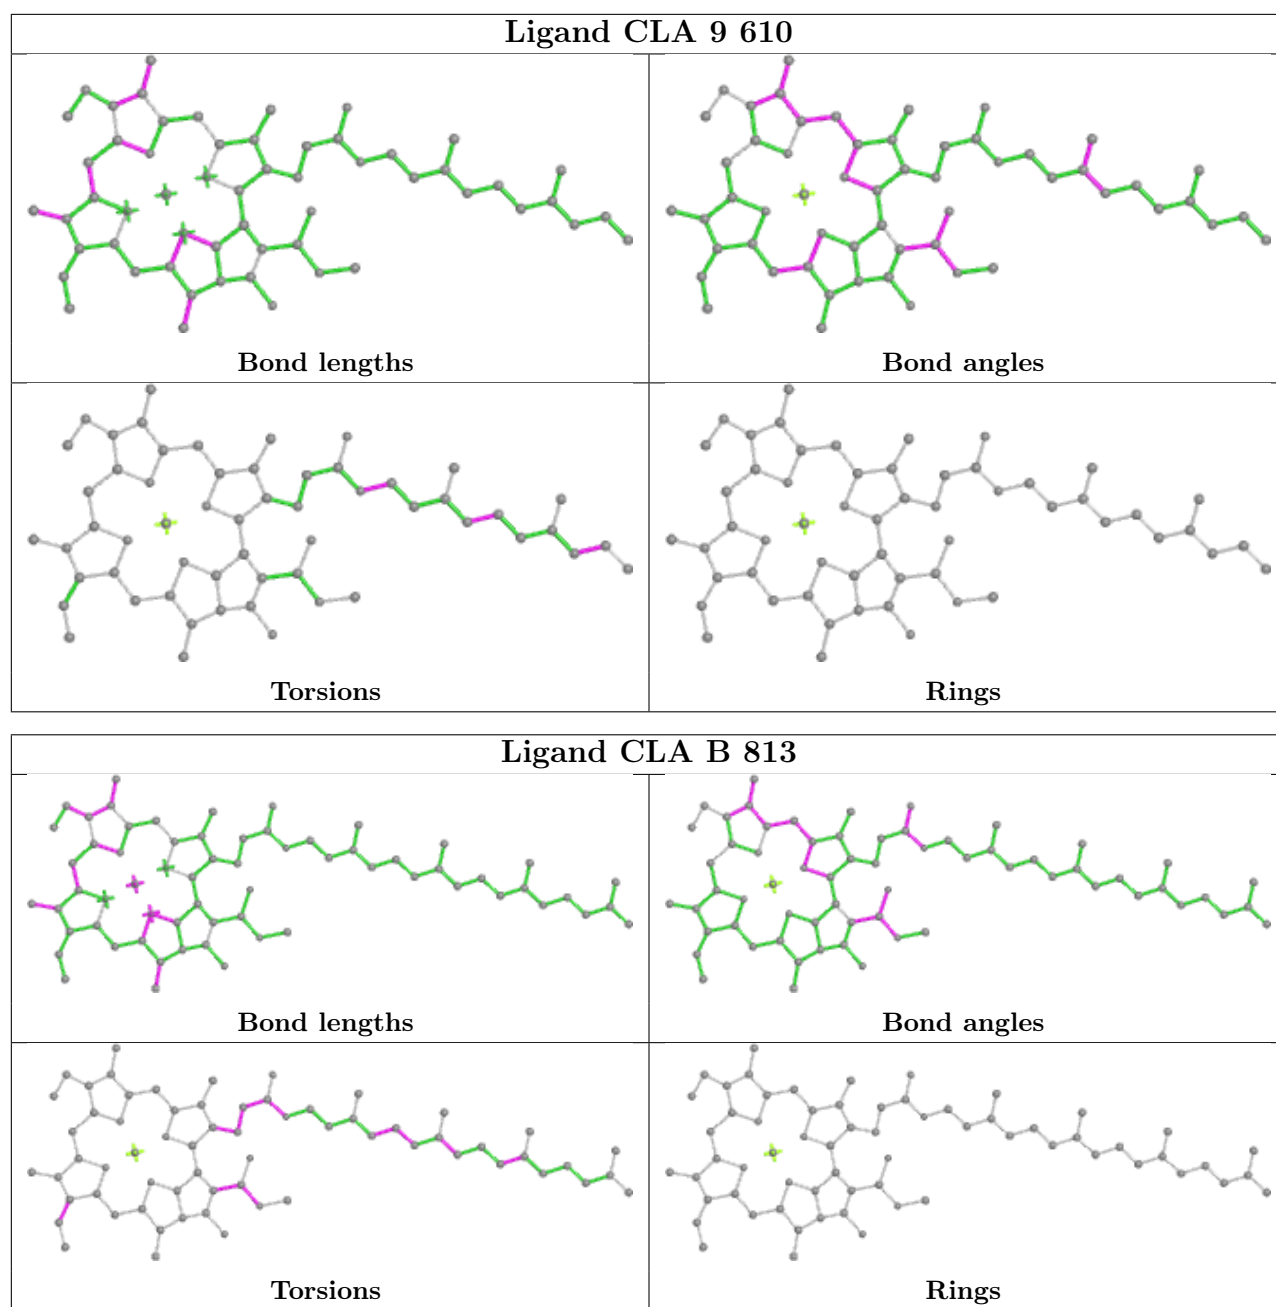 Ligand CLA 9 610
Bond lengths
Bond angles
Torsions
Rings
Ligand CLA B 813
Bond lengths
Bond angles
Torsions
Rings